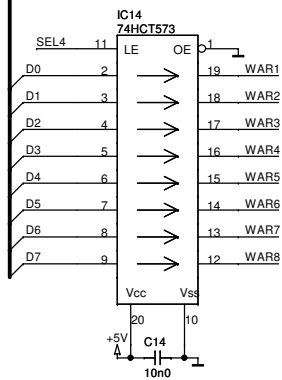 IC14
74HCT573
SEL4 11 LE OE 1
D0 2 19 WAR1
D1 3 18 WAR2
D2 4 17 WAR3
D3 5 16 WAR4
D4 6 15 WAR5
D5 7 14 WAR6
D6 8 13 WAR7
D7 9 12 WAR8
Vcc Vss
20 10
+5V C14
10n0